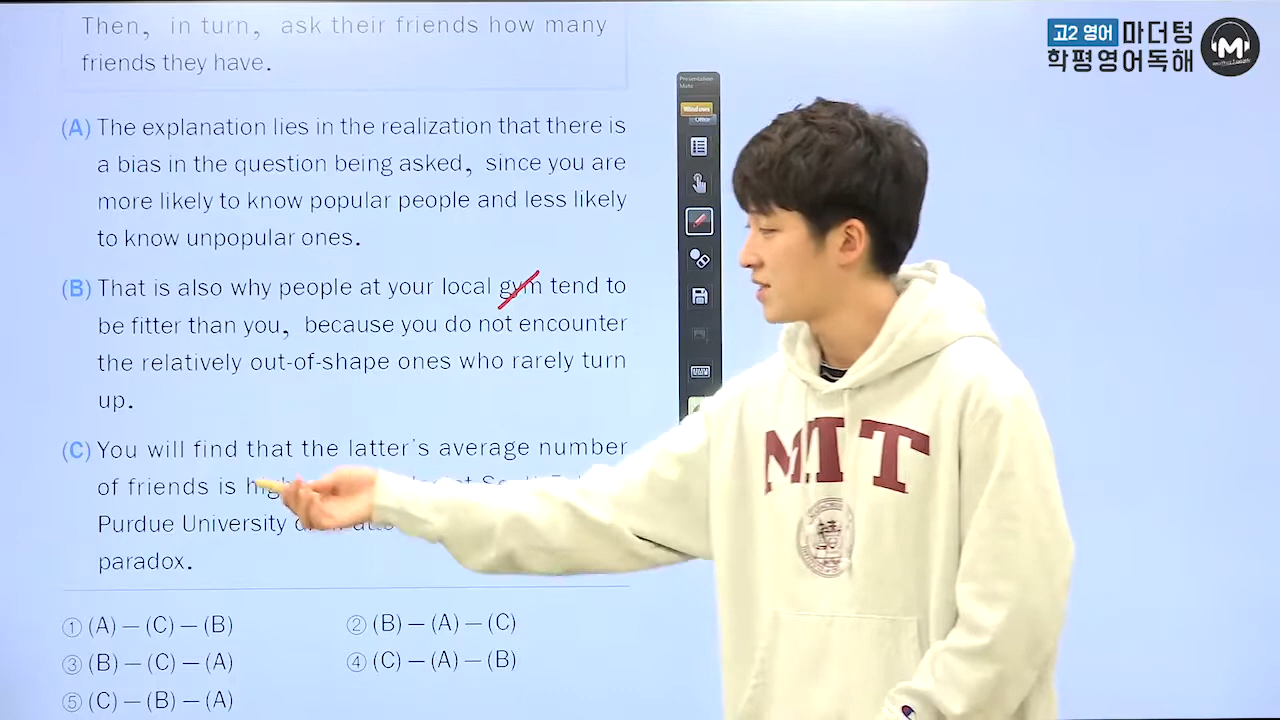 Then, in turn, ask their friends how many
friends they have.
고2 영어 마더텅
학평영어독해
M
Presentation
Mate
Windows
Office
(A) The explanation lies in the realization that there is
a bias in the question being asked, since you are
more likely to know popular people and less likely
to know unpopular ones.
(B) That is also why people at your local gym tend to
be fitter than you, because you do not encounter
the relatively out-of-shape ones who rarely turn
up.
(C) You will find that the latter's average number
of friends is
Purdue University
paradox.
① (A) – (C) – (B)
② (B) – (A) – (C)
③ (B) – (C) – (A)
④ (C) – (A) – (B)
⑤ (C) – (B) – (A)
MIT